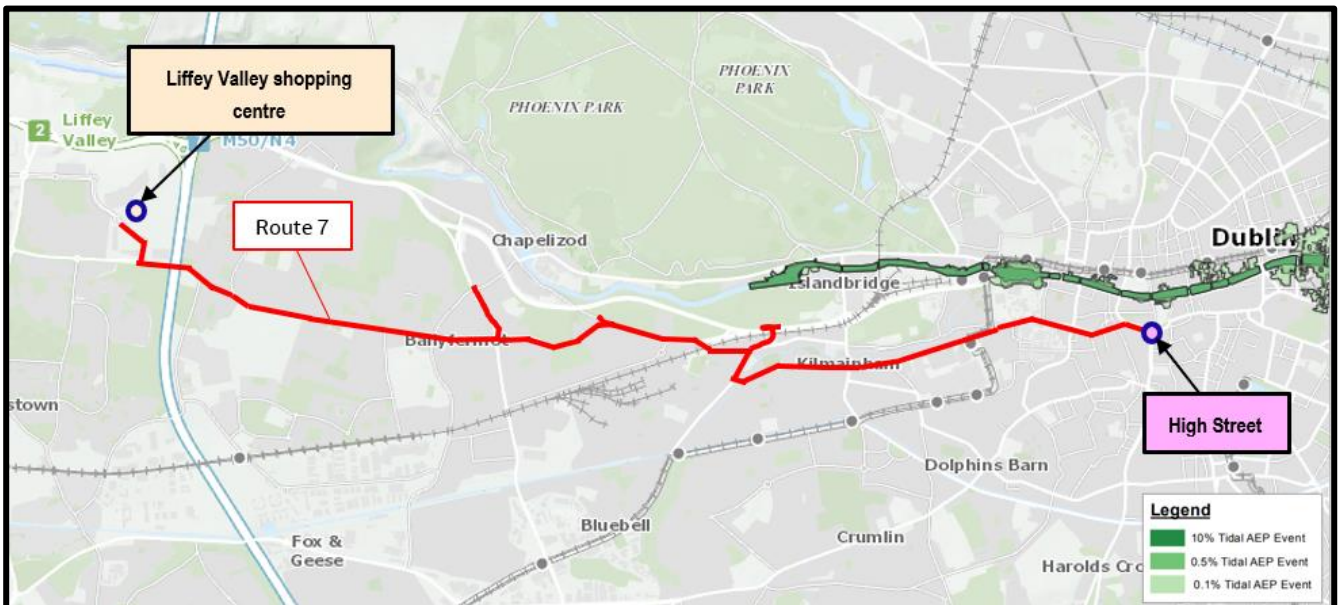 Liffey Valley shopping
centre
PHOENIX
PARK
PHOENIX PARK
2
Liffey
Valley
M50/N4
Route 7
Chapelizod
Dublin
Islandbridge
Ballyfermot
Kilmainham
stown
High Street
Dolphins Barn
Bluebell
Crumlin
Fox &
Geese
Harolds Cro
Legend
10% Tidal AEP Event
0.5% Tidal AEP Event
0.1% Tidal AEP Event